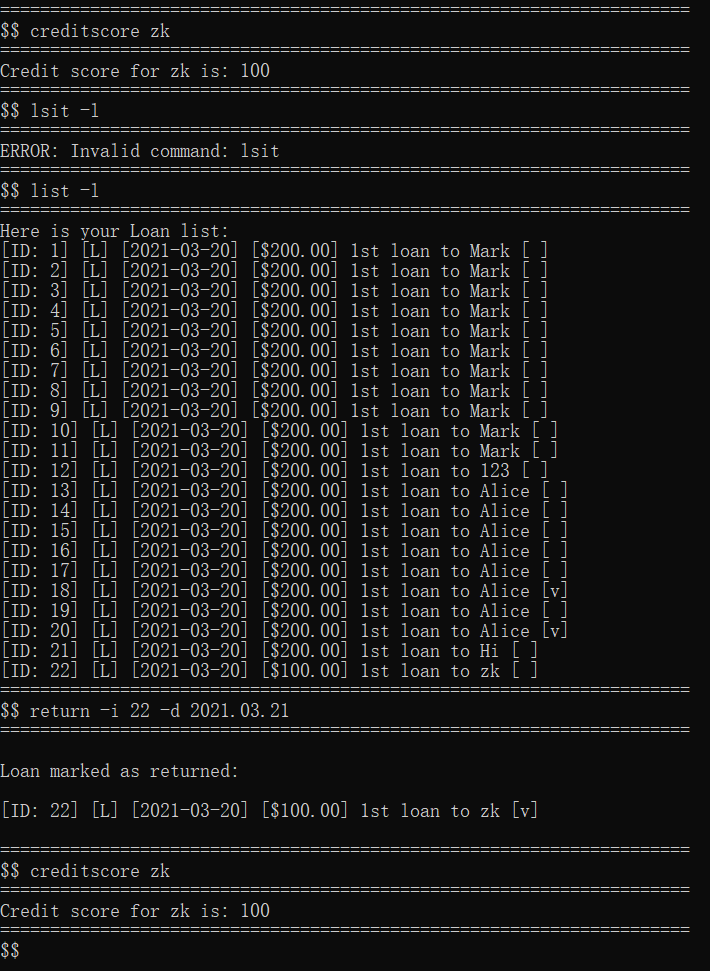 =====================================================================
$$ creditscore zk
=====================================================================
Credit score for zk is: 100
=====================================================================
$$ lsit -l
=====================================================================
ERROR: Invalid command: lsit
=====================================================================
$$ list -l
=====================================================================
Here is your Loan list:
[ID: 1] [L] [2021-03-20] [$200.00] 1st loan to Mark [ ]
[ID: 2] [L] [2021-03-20] [$200.00] 1st loan to Mark [ ]
[ID: 3] [L] [2021-03-20] [$200.00] 1st loan to Mark [ ]
[ID: 4] [L] [2021-03-20] [$200.00] 1st loan to Mark [ ]
[ID: 5] [L] [2021-03-20] [$200.00] 1st loan to Mark [ ]
[ID: 6] [L] [2021-03-20] [$200.00] 1st loan to Mark [ ]
[ID: 7] [L] [2021-03-20] [$200.00] 1st loan to Mark [ ]
[ID: 8] [L] [2021-03-20] [$200.00] 1st loan to Mark [ ]
[ID: 9] [L] [2021-03-20] [$200.00] 1st loan to Mark [ ]
[ID: 10] [L] [2021-03-20] [$200.00] 1st loan to Mark [ ]
[ID: 11] [L] [2021-03-20] [$200.00] 1st loan to Mark [ ]
[ID: 12] [L] [2021-03-20] [$200.00] 1st loan to 123 [ ]
[ID: 13] [L] [2021-03-20] [$200.00] 1st loan to Alice [ ]
[ID: 14] [L] [2021-03-20] [$200.00] 1st loan to Alice [ ]
[ID: 15] [L] [2021-03-20] [$200.00] 1st loan to Alice [ ]
[ID: 16] [L] [2021-03-20] [$200.00] 1st loan to Alice [ ]
[ID: 17] [L] [2021-03-20] [$200.00] 1st loan to Alice [ ]
[ID: 18] [L] [2021-03-20] [$200.00] 1st loan to Alice [v]
[ID: 19] [L] [2021-03-20] [$200.00] 1st loan to Alice [ ]
[ID: 20] [L] [2021-03-20] [$200.00] 1st loan to Alice [v]
[ID: 21] [L] [2021-03-20] [$200.00] 1st loan to Hi [ ]
[ID: 22] [L] [2021-03-20] [$100.00] 1st loan to zk [ ]
=====================================================================
$$ return -i 22 -d 2021.03.21
=====================================================================
Loan marked as returned:
[ID: 22] [L] [2021-03-20] [$100.00] 1st loan to zk [v]
=====================================================================
$$ creditscore zk
=====================================================================
Credit score for zk is: 100
=====================================================================
$$